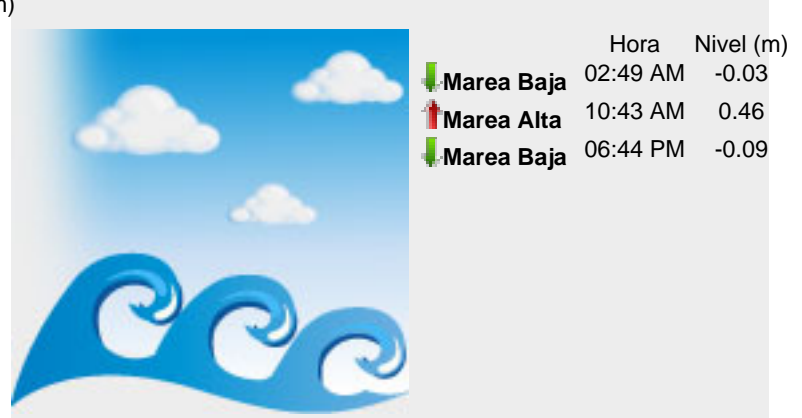 n)
Hora Nivel (m)
Marea Baja 02:49 AM -0.03
Marea Alta 10:43 AM 0.46
Marea Baja 06:44 PM -0.09